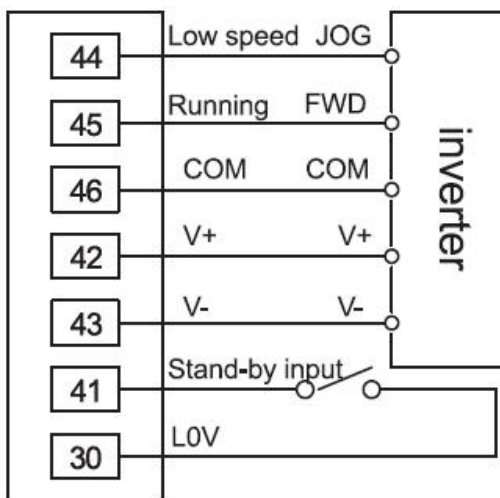 44 Low speed JOG
45 Running FWD
46 COM COM
42 V+ V+
43 V- V-
41 Stand-by input
30 L0V
inverter